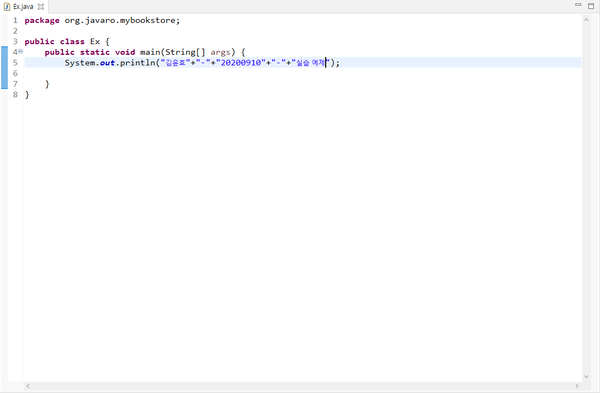 Ex.java
1 package org.javaro.mybookstore;
2
3 public class Ex {
4 public static void main(String[] args) {
5 System.out.println("김윤호"+"-"+"20200910"+"-"+"실습 예제");
6
7 }
8 }